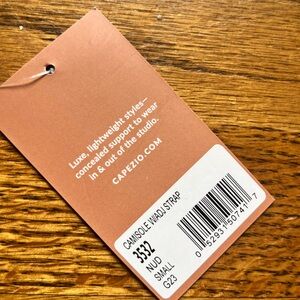 Luxe, lightweight styles—
concealed support to wear
in & out of the studio.
CAPEZIO.COM
CAMISOLE W/ADJ STRAP
3532
NUD
SMALL
G23
0 52931 50741 7